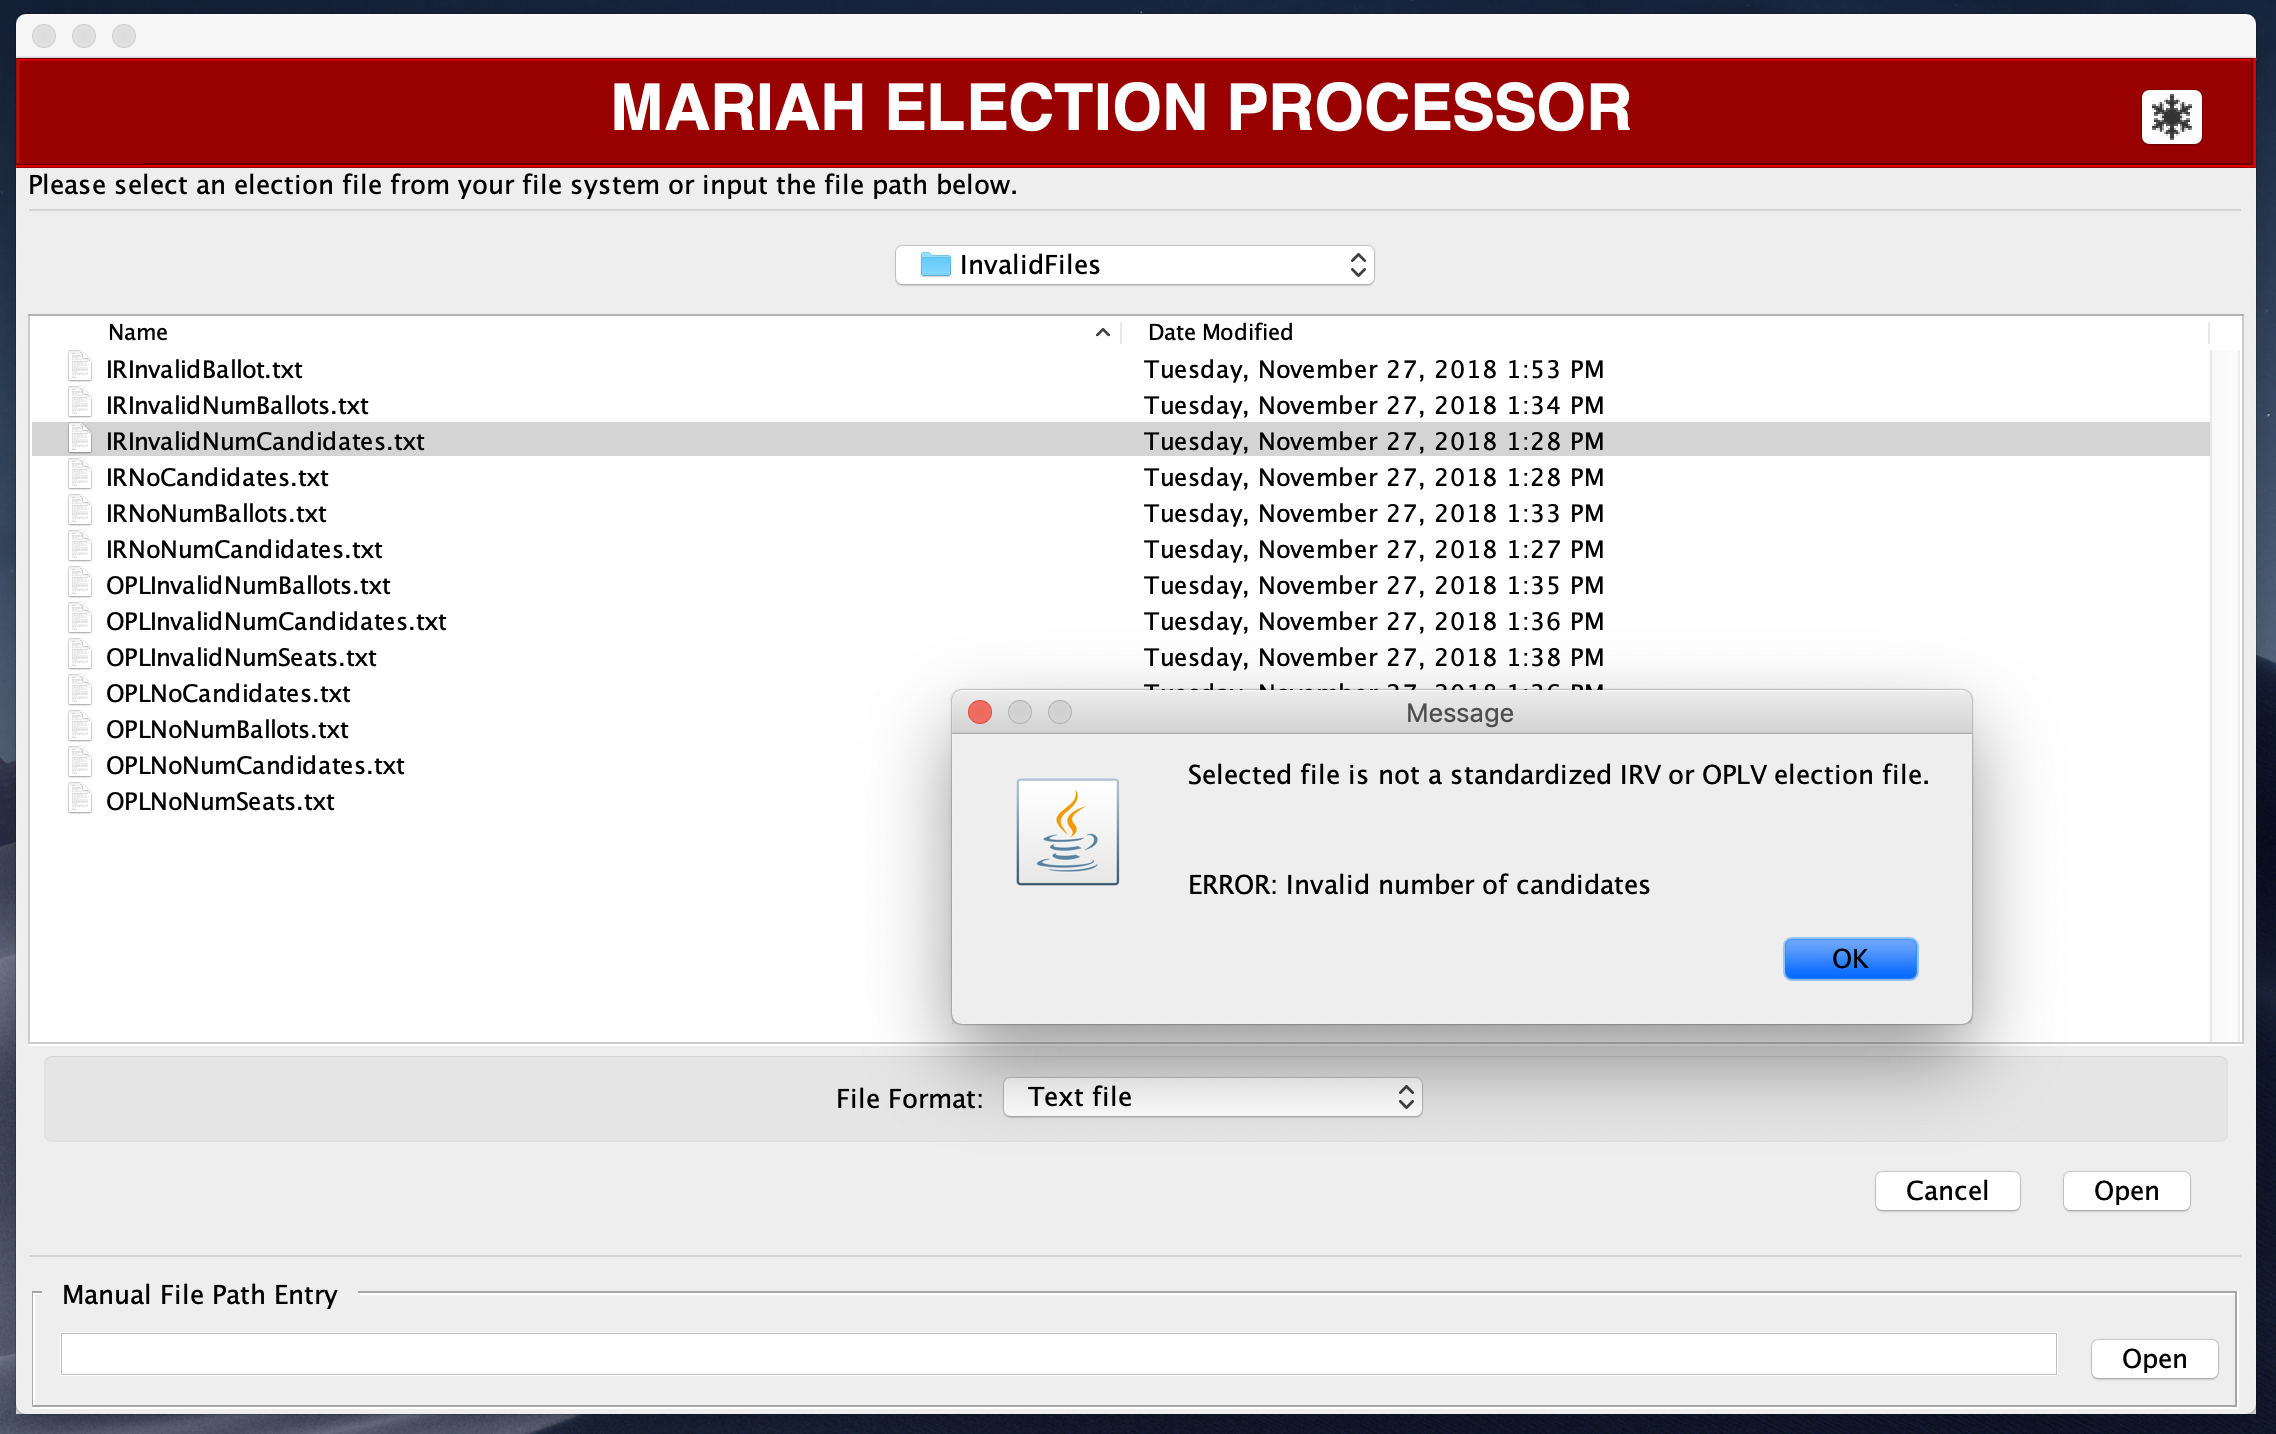 MARIAH ELECTION PROCESSOR
Please select an election file from your file system or input the file path below.
InvalidFiles
Name Date Modified
IRInvalidBallot.txt Tuesday, November 27, 2018 1:53 PM
IRInvalidNumBallots.txt Tuesday, November 27, 2018 1:34 PM
IRInvalidNumCandidates.txt Tuesday, November 27, 2018 1:28 PM
IRNoCandidates.txt Tuesday, November 27, 2018 1:28 PM
IRNoNumBallots.txt Tuesday, November 27, 2018 1:33 PM
IRNoNumCandidates.txt Tuesday, November 27, 2018 1:27 PM
OPLInvalidNumBallots.txt Tuesday, November 27, 2018 1:35 PM
OPLInvalidNumCandidates.txt Tuesday, November 27, 2018 1:36 PM
OPLInvalidNumSeats.txt Tuesday, November 27, 2018 1:38 PM
OPLNoCandidates.txt
OPLNoNumBallots.txt
OPLNoNumCandidates.txt
OPLNoNumSeats.txt
Message
Selected file is not a standardized IRV or OPLV election file.
ERROR: Invalid number of candidates
OK
File Format: Text file
Cancel Open
Manual File Path Entry
Open